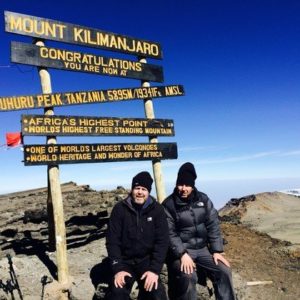 MOUNT KILIMANJARO
CONGRATULATIONS
YOU ARE NOW AT
UHURU PEAK TANZANIA 5895M/19341Ft AMSL
AFRICA'S HIGHEST POINT
WORLD'S HIGHEST FREE STANDING MOUNTAIN
ONE OF WORLD'S LARGEST VOLCANOES
WORLD HERITAGE AND WONDER OF AFRICA